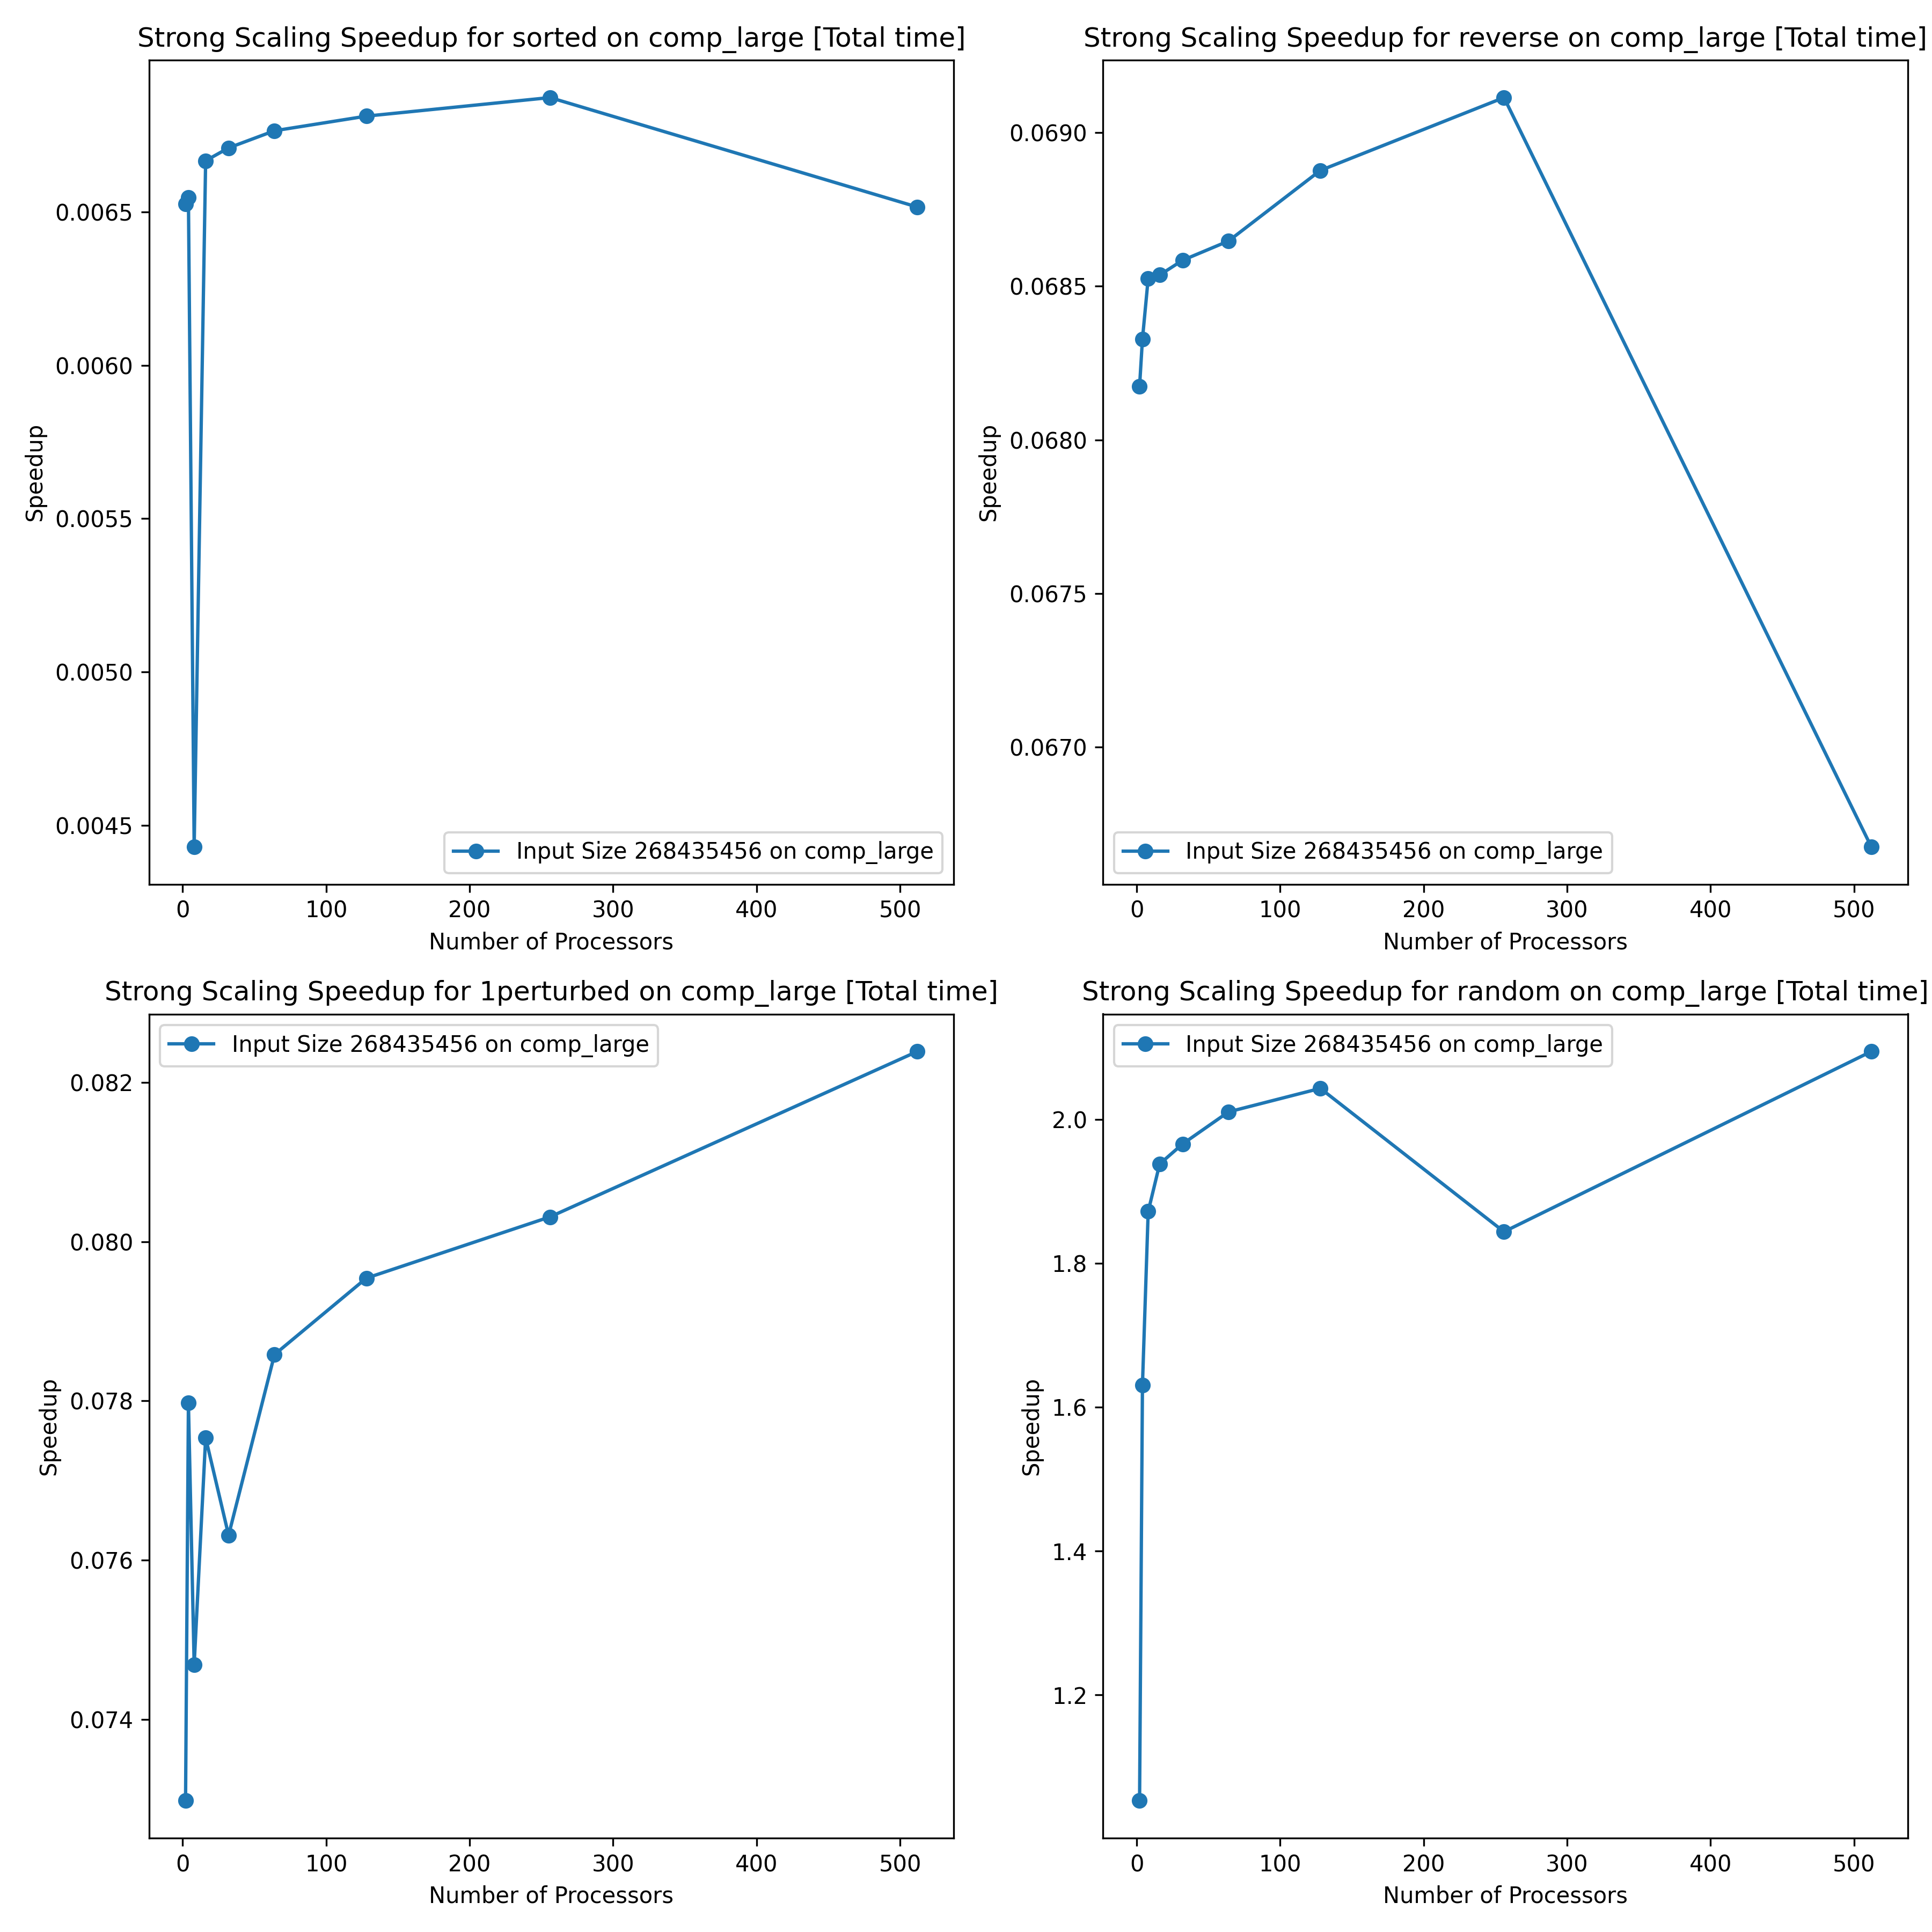 Strong Scaling Speedup for sorted on comp_large [Total time]
Speedup
0.0065
0.0060
0.0055
0.0050
0.0045
Input Size 268435456 on comp_large
0 100 200 300 400 500
Number of Processors
Strong Scaling Speedup for reverse on comp_large [Total time]
Speedup
0.0690
0.0685
0.0680
0.0675
0.0670
Input Size 268435456 on comp_large
0 100 200 300 400 500
Number of Processors
Strong Scaling Speedup for 1perturbed on comp_large [Total time]
Input Size 268435456 on comp_large
Speedup
0.082
0.080
0.078
0.076
0.074
0 100 200 300 400 500
Number of Processors
Strong Scaling Speedup for random on comp_large [Total time]
Input Size 268435456 on comp_large
Speedup
2.0
1.8
1.6
1.4
1.2
0 100 200 300 400 500
Number of Processors